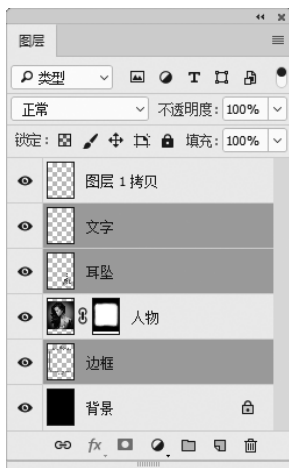 图层
类型
正常 不透明度: 100%
锁定: 填充: 100%
图层 1 拷贝
文字
耳坠
人物
边框
背景
fx